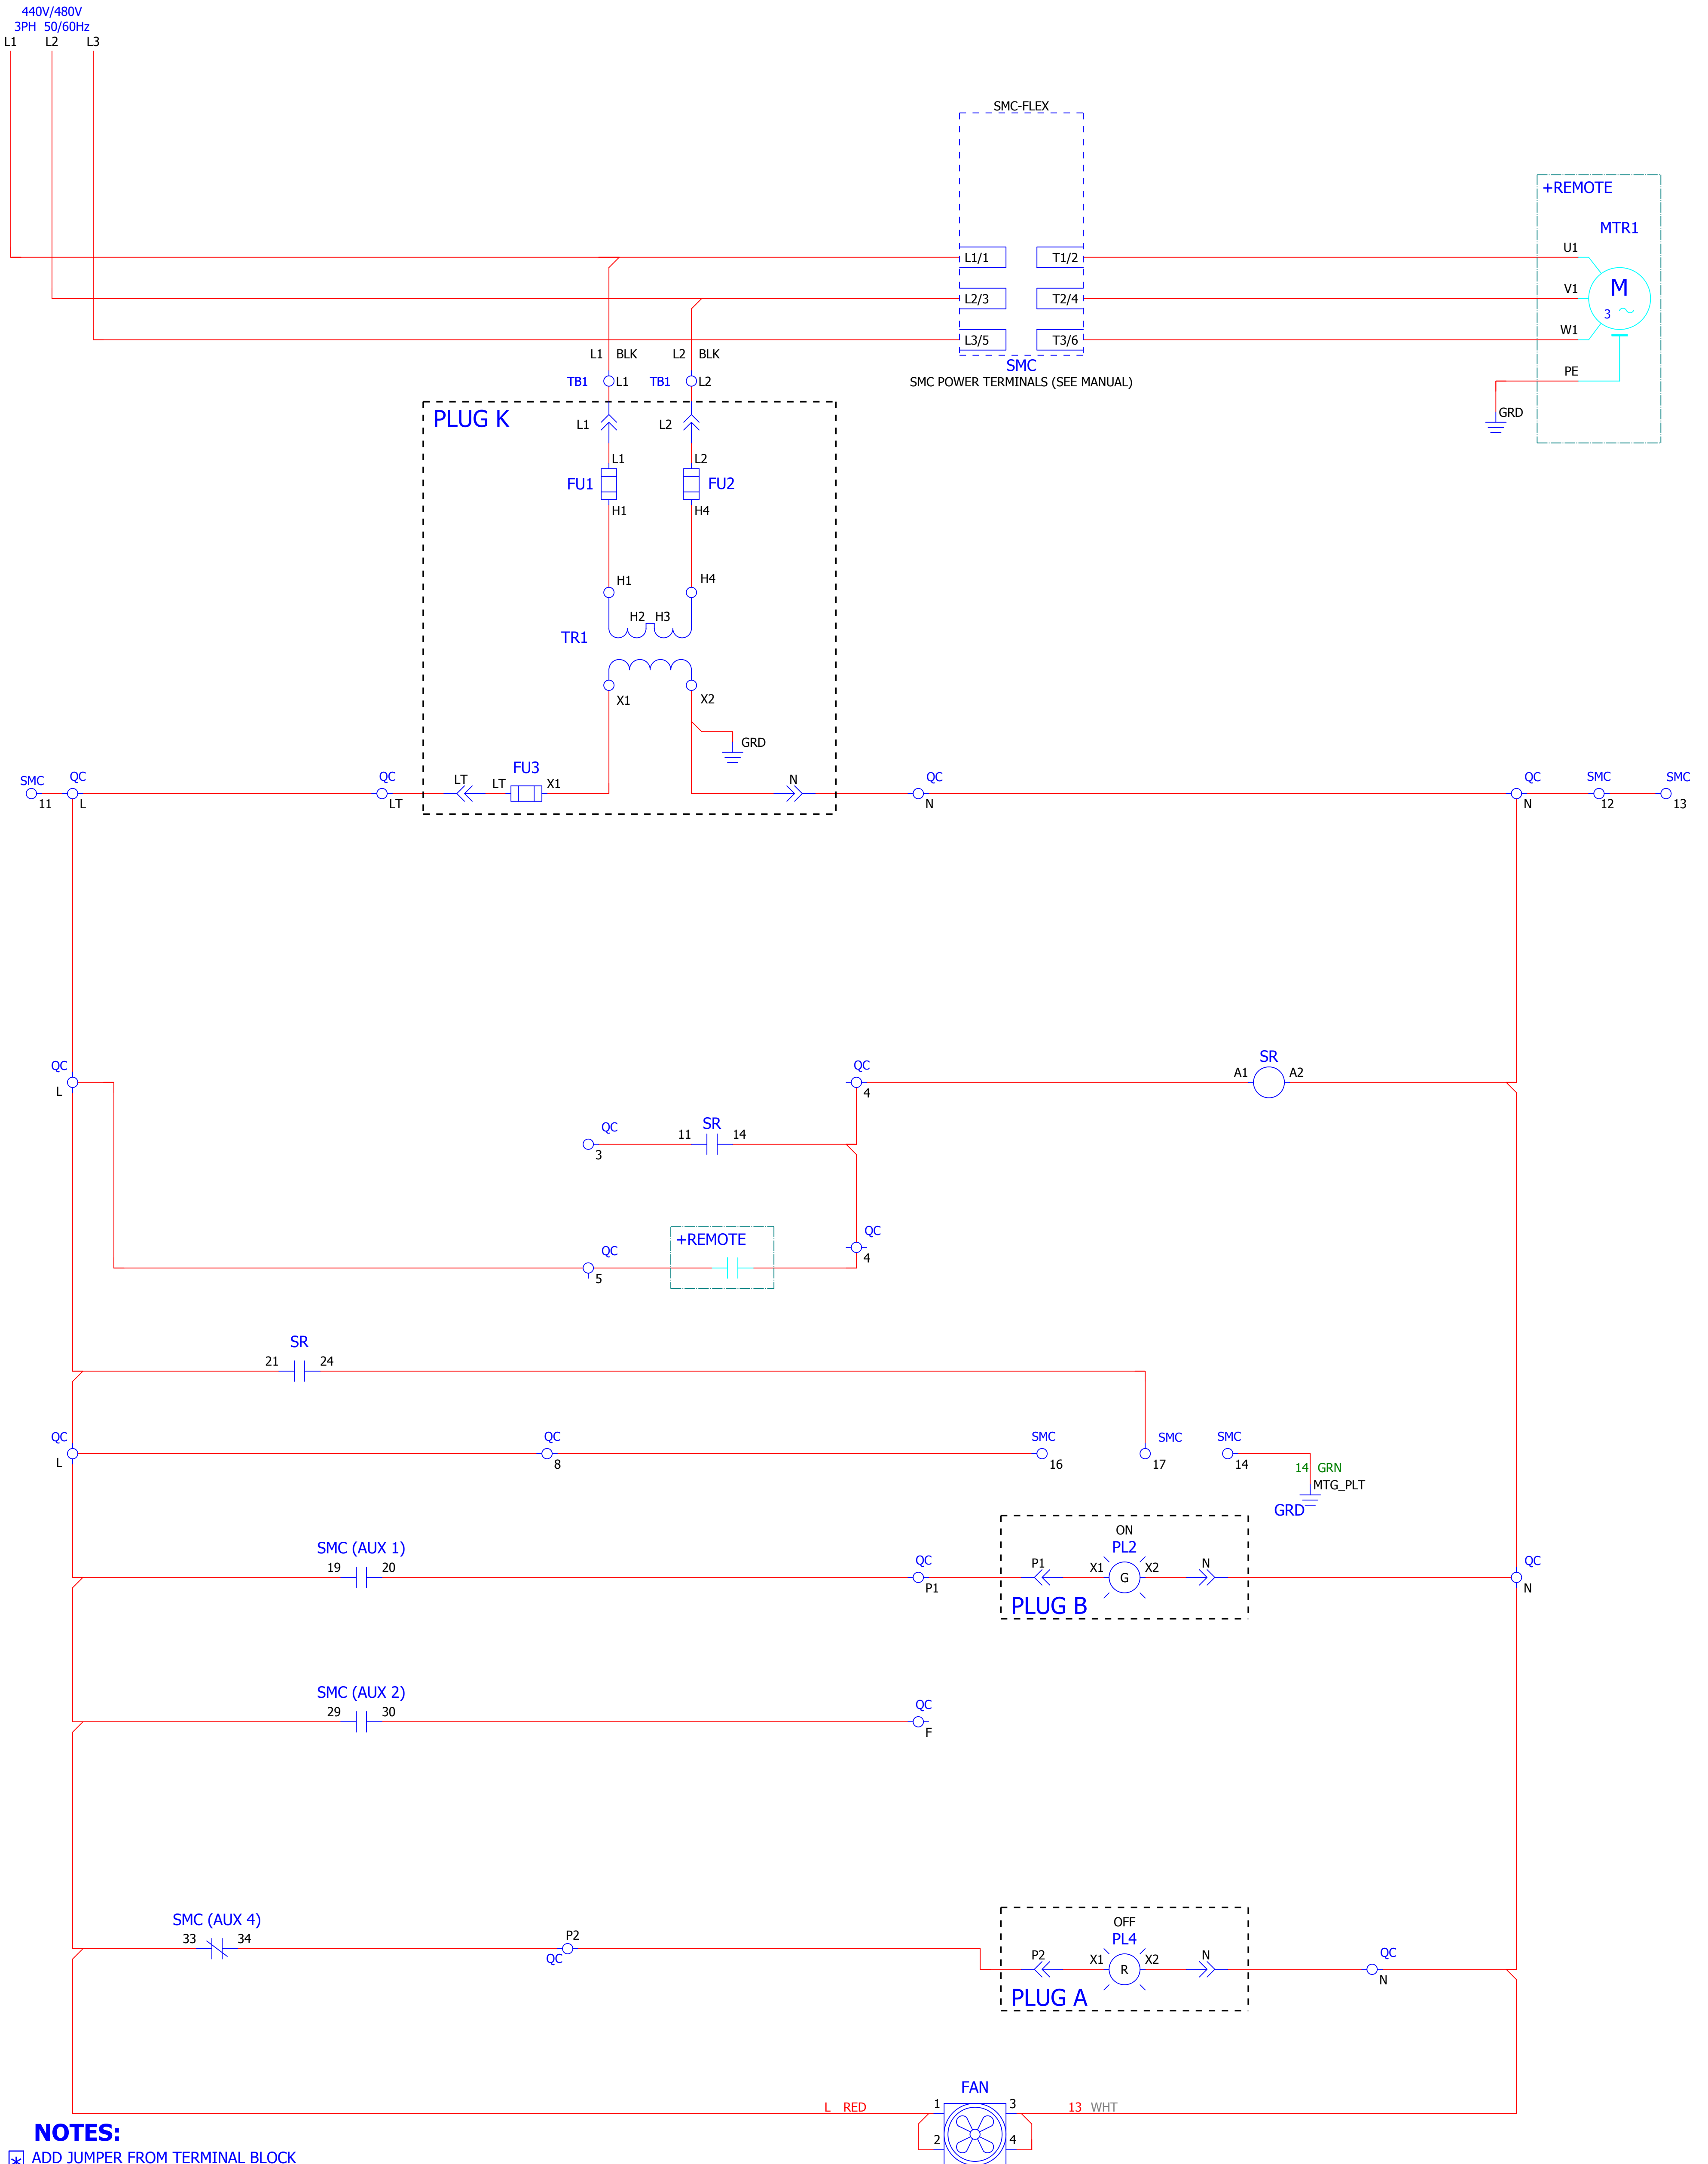 440V/480V
3PH 50/60Hz
L1 L2 L3
SMC-FLEX
+REMOTE
MTR1
U1
L1/1 T1/2
M
3
V1
L2/3 T2/4
W1
L3/5 T3/6
L1 BLK L2 BLK
SMC
SMC POWER TERMINALS (SEE MANUAL)
PE
TB1 L1 TB1 L2
GRD
PLUG K
L1 L2
L1 L2
FU1 FU2
H1 H4
H1 H4
H2 H3
TR1
X1 X2
GRD
FU3
SMC QC QC LT LT X1 N QC QC SMC SMC
11 L LT N N 12 13
QC QC SR
L 4 A1 A2
QC SR
3 11 14
QC +REMOTE QC
5 4
SR
21 24
QC QC SMC SMC SMC
L 8 16 17 14
14 GRN
MTG_PLT
GRD
ON
SMC (AUX 1) QC PL2 QC
19 20 P1 P1 X1 G X2 N N
PLUG B
SMC (AUX 2) QC
29 30 F
OFF
SMC (AUX 4) P2 PL4
33 34 QC P2 X1 R X2 N QC
N
PLUG A
FAN
L RED 1 3 13 WHT
2 4
NOTES:
* ADD JUMPER FROM TERMINAL BLOCK